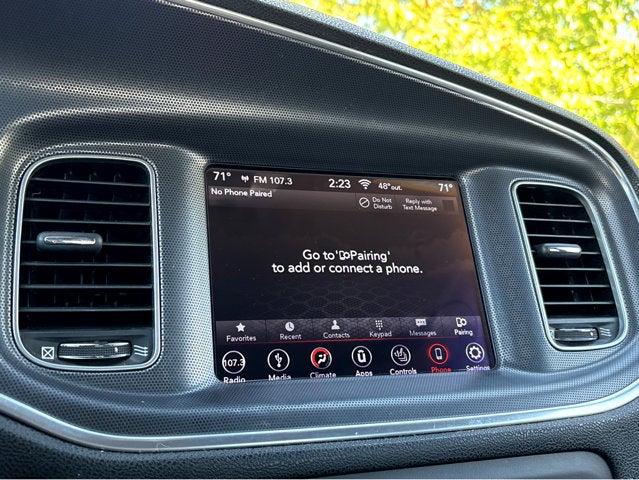 71° FM 107.3 2:23 48° out. 71°
No Phone Paired
Do Not Disturb
Reply with Text Message
Go to 'Pairing'
to add or connect a phone.
Favorites Recent Contacts Keypad Messages Pairing
107.3
Radio Media Climate Apps Controls Phone Settings